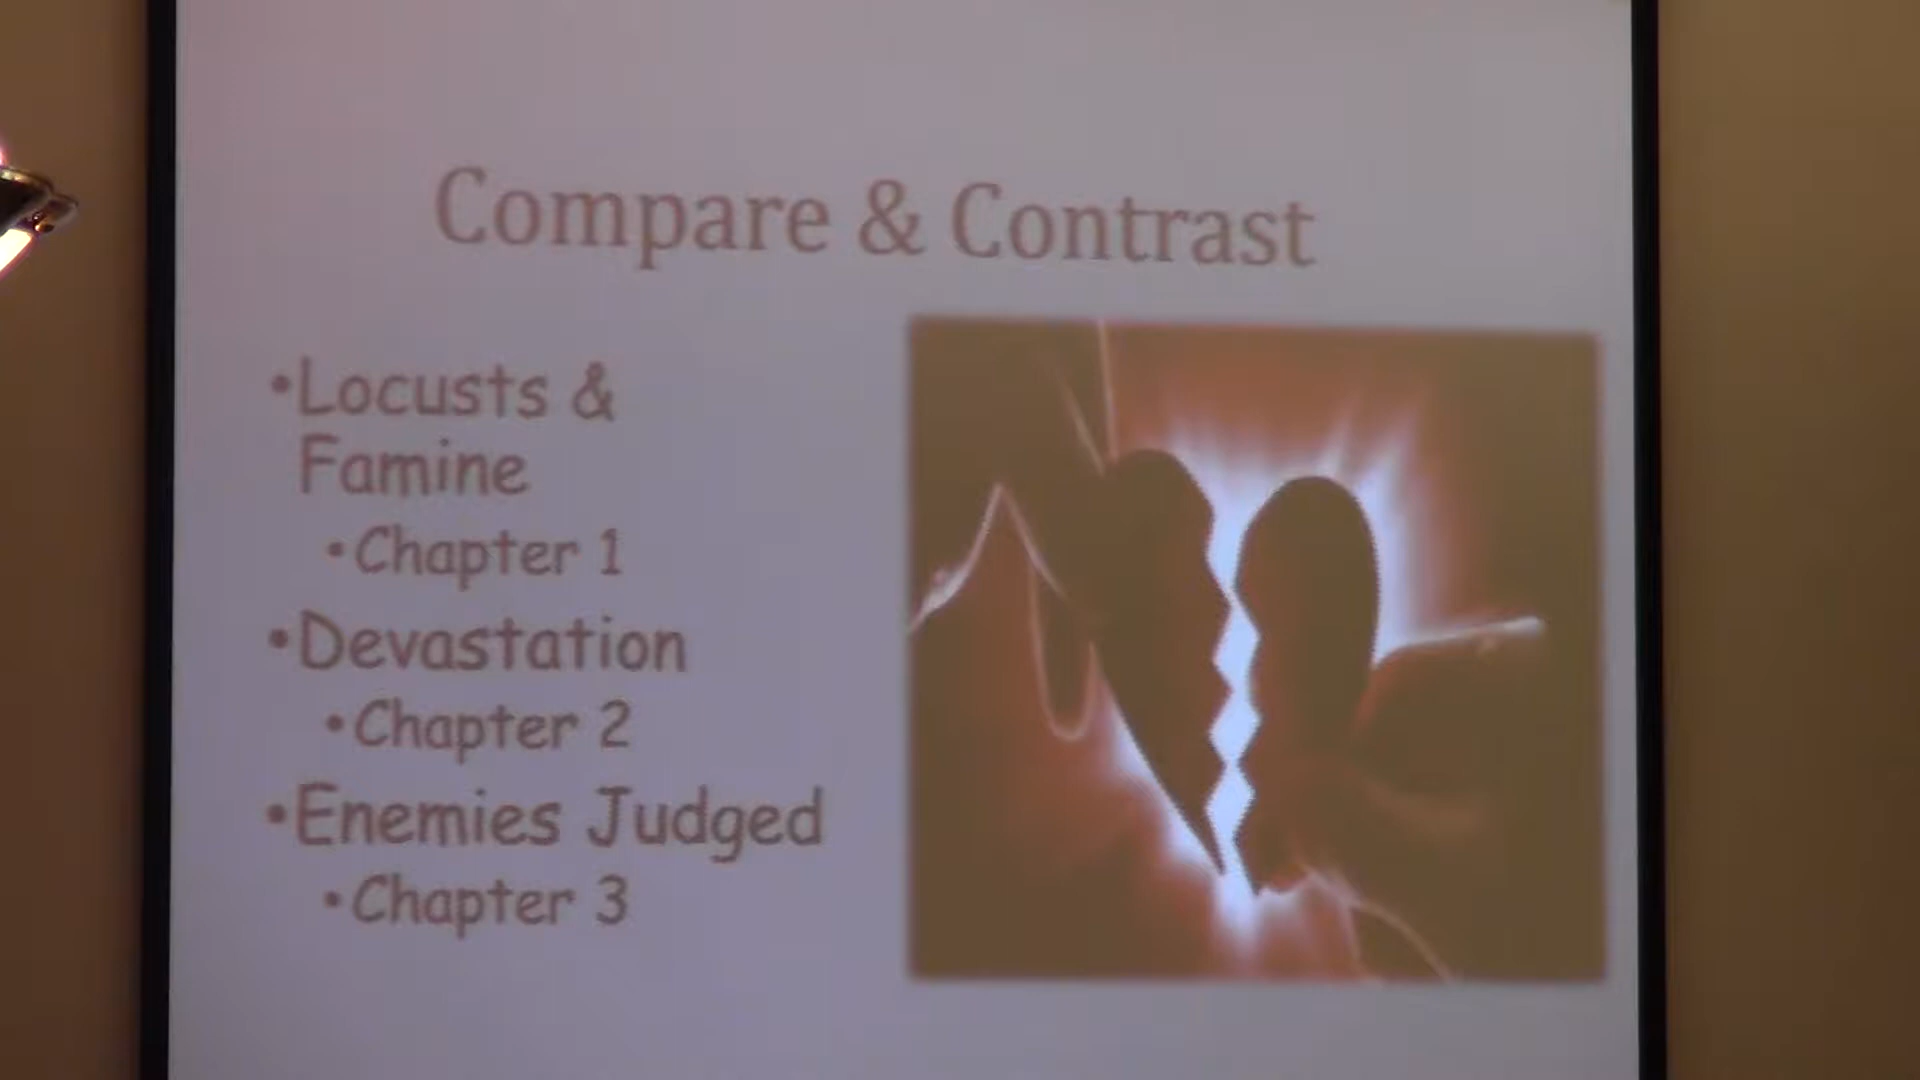 Compare & Contrast
•Locusts &
Famine
•Chapter 1
•Devastation
•Chapter 2
•Enemies Judged
•Chapter 3